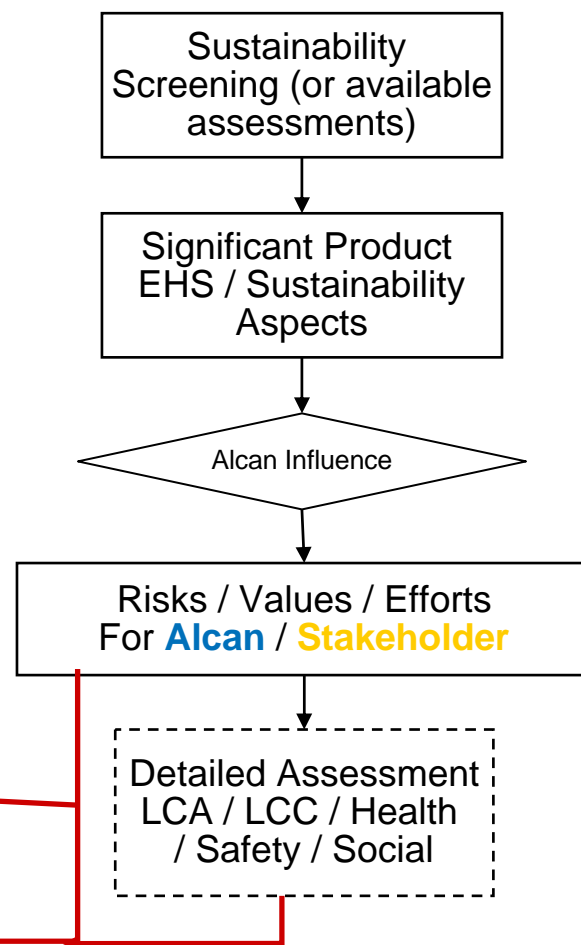 Sustainability
Screening (or available
assessments)
Significant Product
EHS / Sustainability
Aspects
Alcan Influence
Risks / Values / Efforts
For Alcan / Stakeholder
Detailed Assessment
LCA / LCC / Health
/ Safety / Social